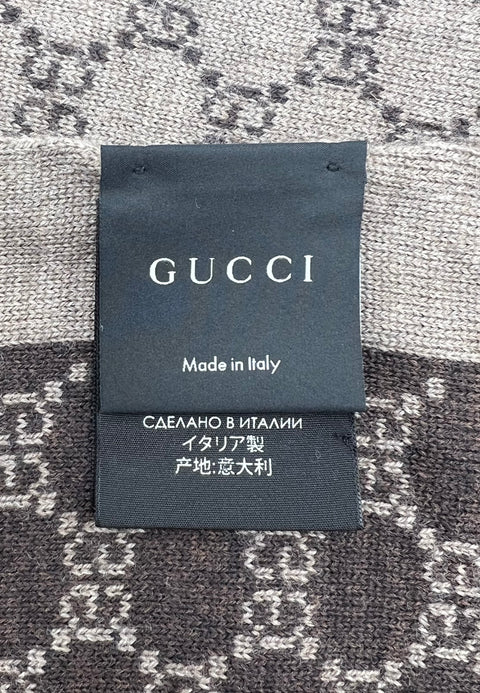 GUCCI
Made in Italy
СДЕЛАНО В ИТАЛИИ
イタリア製
产地:意大利